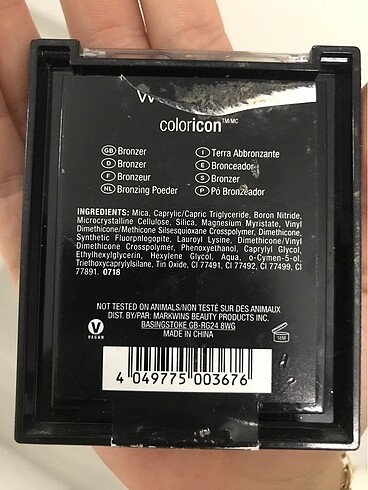 coloricon™/MC
GB Bronzer
D Bronzer
F Bronzeur
NL Bronzing Poeder
I Terra Abbronzante
E Bronceador
S Bronzer
P Pó Bronzeador
INGREDIENTS: Mica, Caprylic/Capric Triglyceride, Boron Nitride,
Microcrystalline Cellulose, Silica, Magnesium Myristate, Vinyl
Dimethicone/Methicone Silsesquioxane Crosspolymer, Dimethicone,
Synthetic Fluorphlogopite, Lauroyl Lysine, Dimethicone/Vinyl
Dimethicone Crosspolymer, Phenoxyethanol, Caprylyl Glycol,
Ethylhexylglycerin, Hexylene Glycol, Aqua, o-Cymen-5-ol,
Triethoxycaprylylsilane, Tin Oxide, CI 77491, CI 77492, CI 77499, CI
77891. 0718
NOT TESTED ON ANIMALS/NON TESTÉ SUR DES ANIMAUX
DIST. BY/PAR: MARKWINS BEAUTY PRODUCTS INC.
BASINGSTOKE GB-RG24 8WG
MADE IN CHINA
V
VEGAN
4 049775 003676